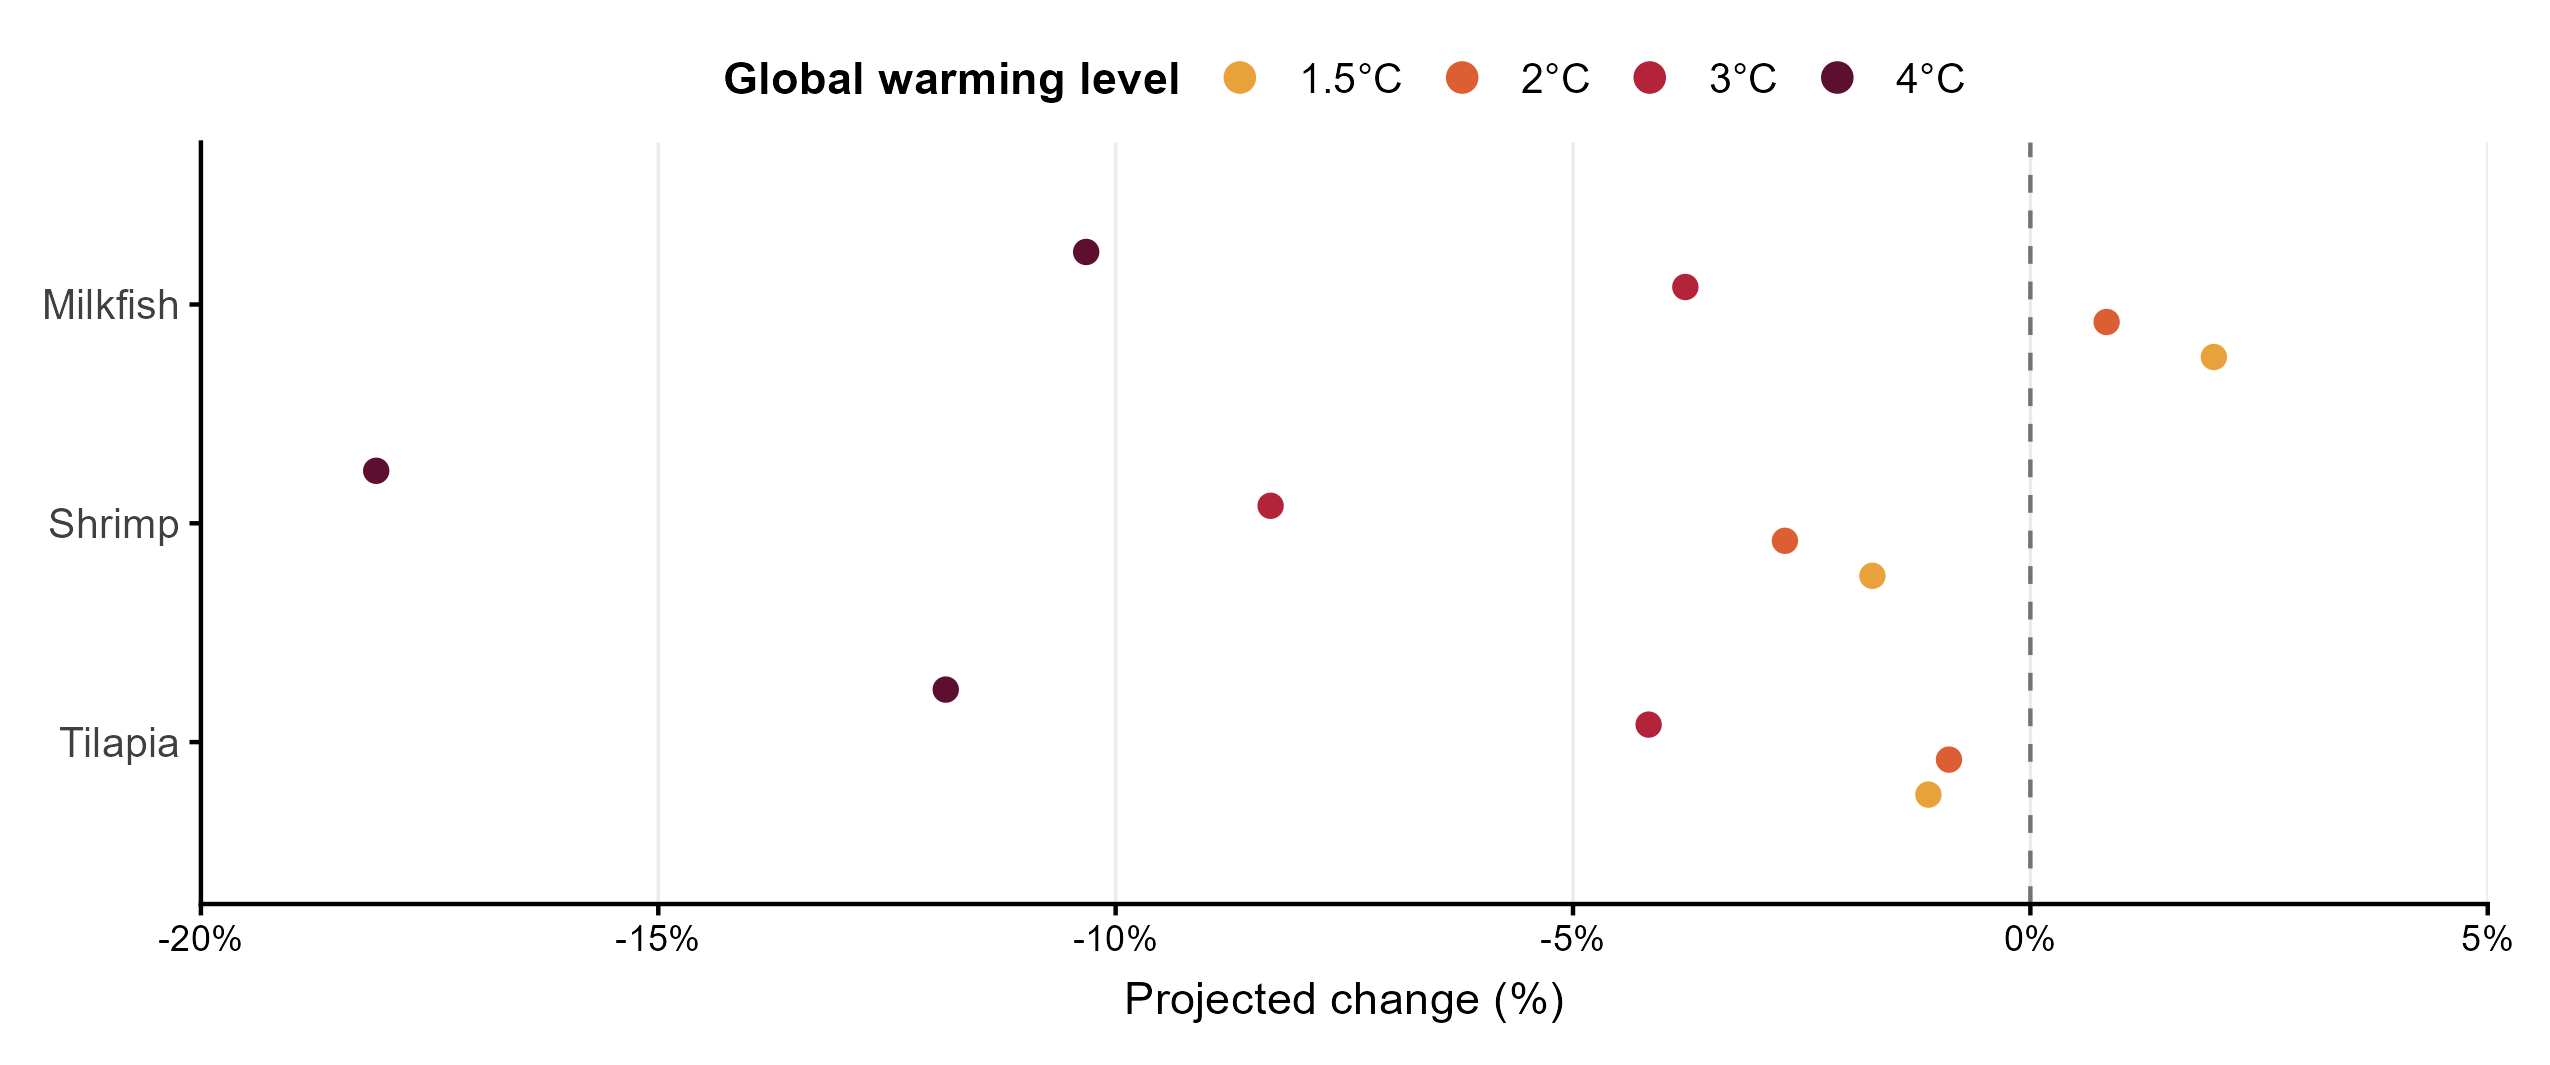 Global warming level 1.5°C 2°C 3°C 4°C
Milkfish
Shrimp
Tilapia
-20% -15% -10% -5% 0% 5%
Projected change (%)